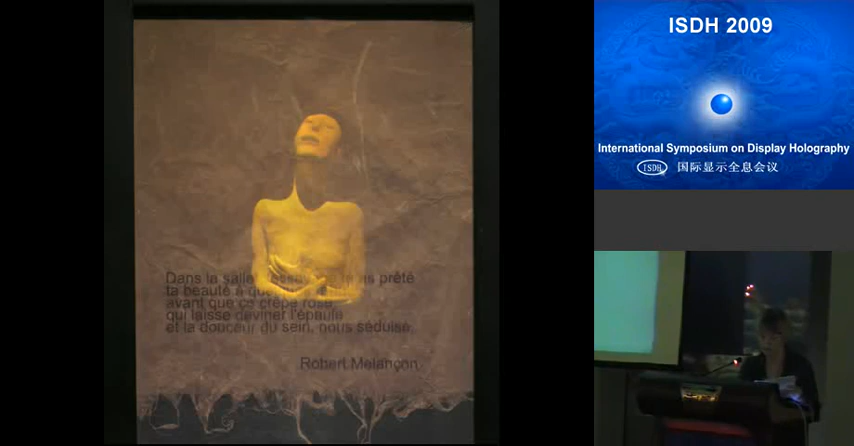 Dans la salle prêté
ta beauté à
avant que ce crêpe rose,
qui laisse deviner l'épaule
et la douceur du sein, nous séduise.
Robert Melançon
ISDH 2009
International Symposium on Display Holography
ISDH 国际显示全息会议